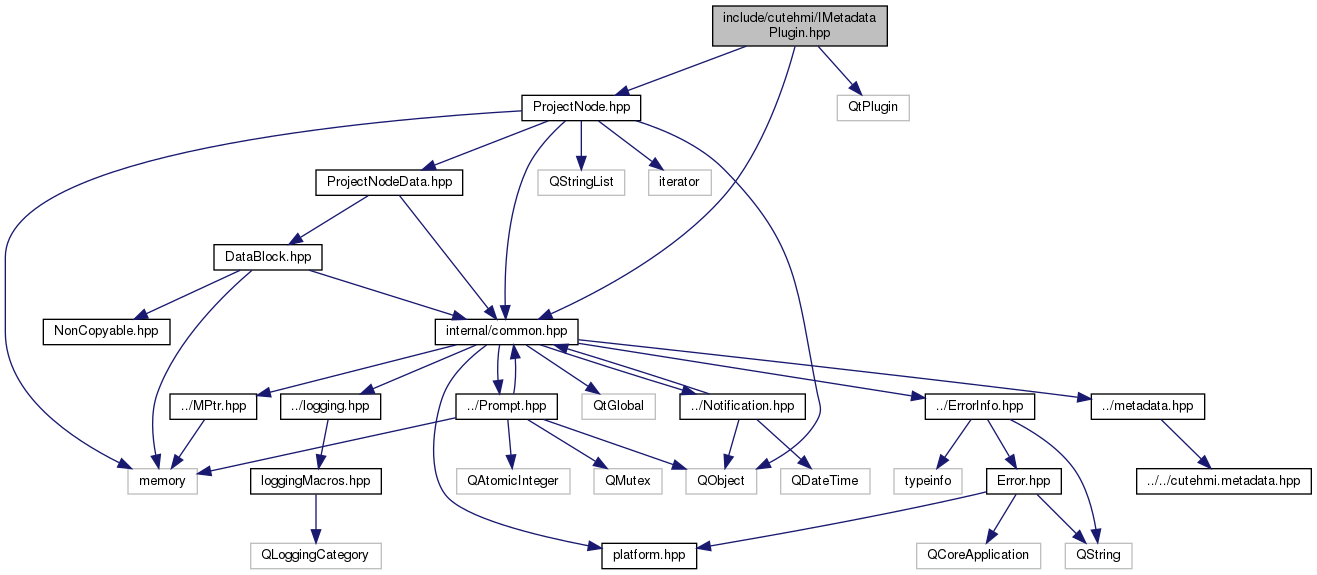 include/cutehmi/IMetadata
Plugin.hpp
ProjectNode.hpp
QtPlugin
ProjectNodeData.hpp
QStringList
iterator
DataBlock.hpp
NonCopyable.hpp
internal/common.hpp
../MPtr.hpp
../logging.hpp
../Prompt.hpp
QtGlobal
../Notification.hpp
../ErrorInfo.hpp
../metadata.hpp
memory
loggingMacros.hpp
QAtomicInteger
QMutex
QObject
QDateTime
typeinfo
Error.hpp
../../cutehmi.metadata.hpp
QLoggingCategory
platform.hpp
QCoreApplication
QString